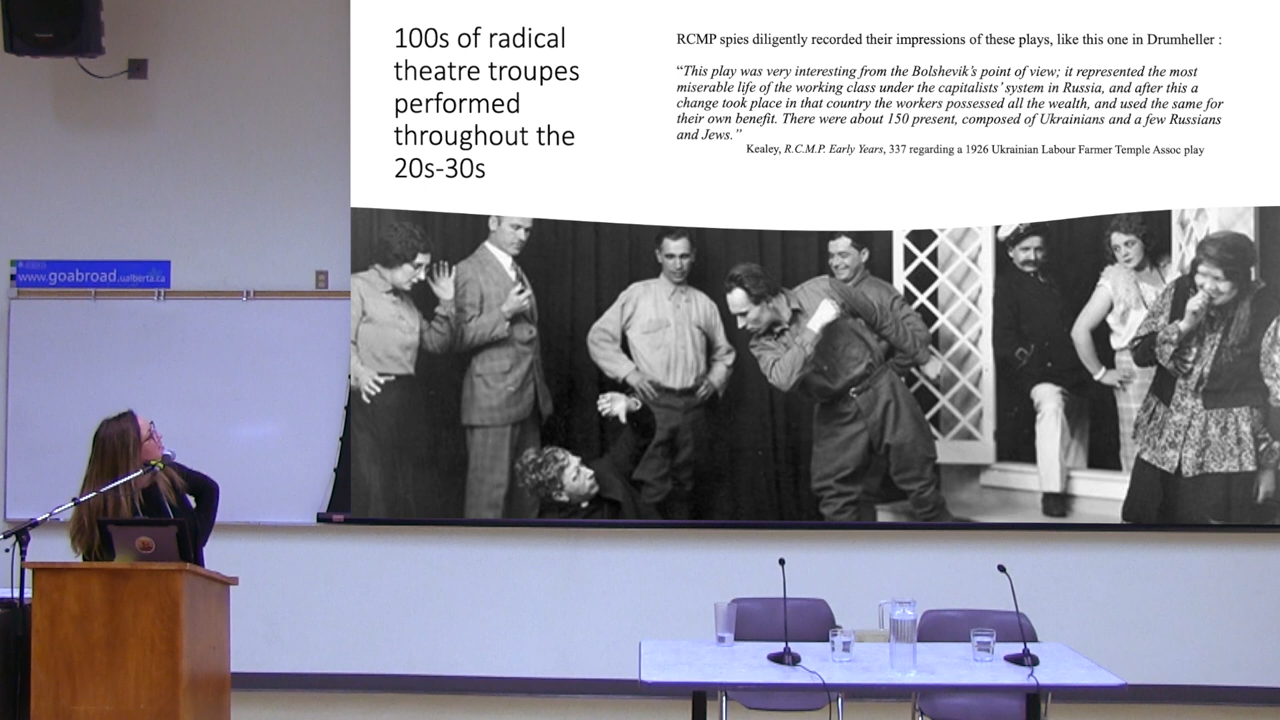 100s of radical
theatre troupes
performed
throughout the
20s-30s
RCMP spies diligently recorded their impressions of these plays, like this one in Drumheller :
“This play was very interesting from the Bolshevik’s point of view; it represented the most
miserable life of the working class under the capitalists’ system in Russia, and after this a
change took place in that country the workers possessed all the wealth, and used the same for
their own benefit. There were about 150 present, composed of Ukrainians and a few Russians
and Jews.”
Kealey, R.C.M.P. Early Years, 337 regarding a 1926 Ukrainian Labour Farmer Temple Assoc play
www.goabroad.ualberta.ca